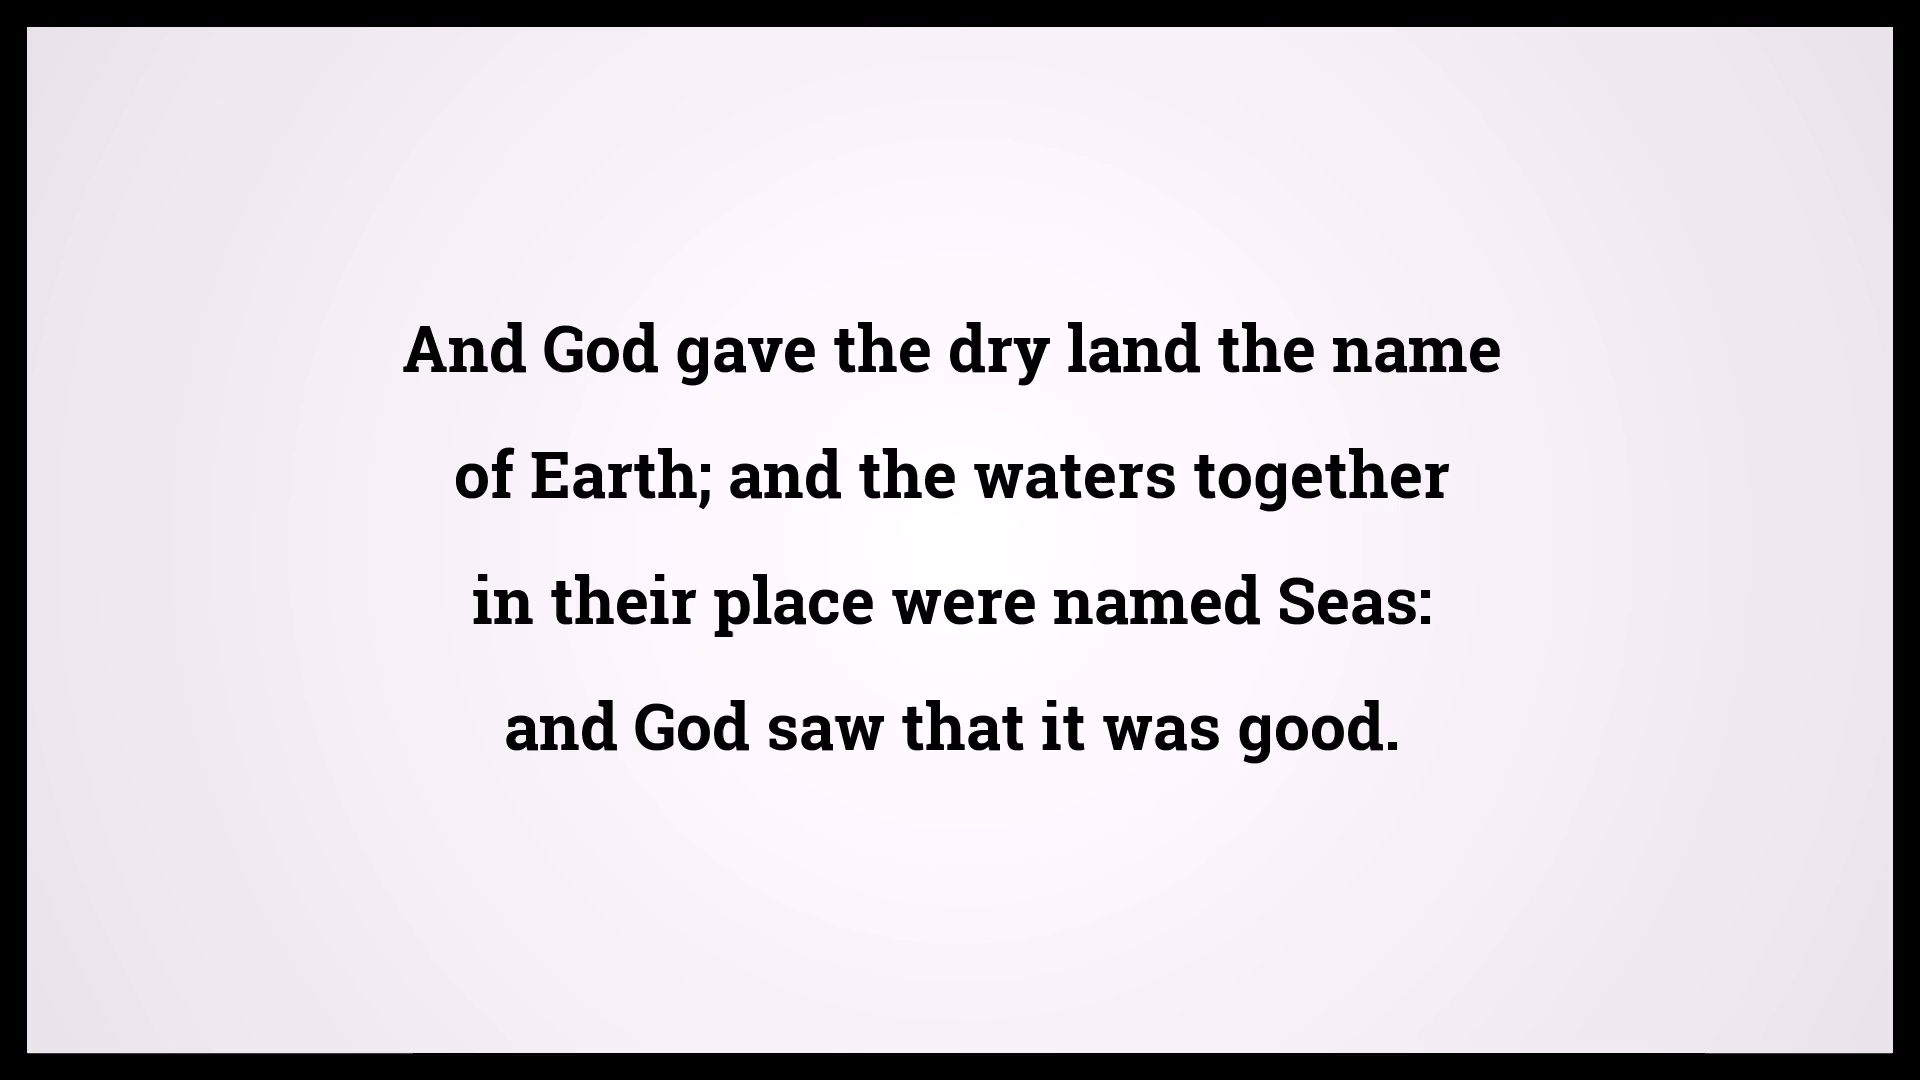 And God gave the dry land the name
of Earth; and the waters together
in their place were named Seas:
and God saw that it was good.